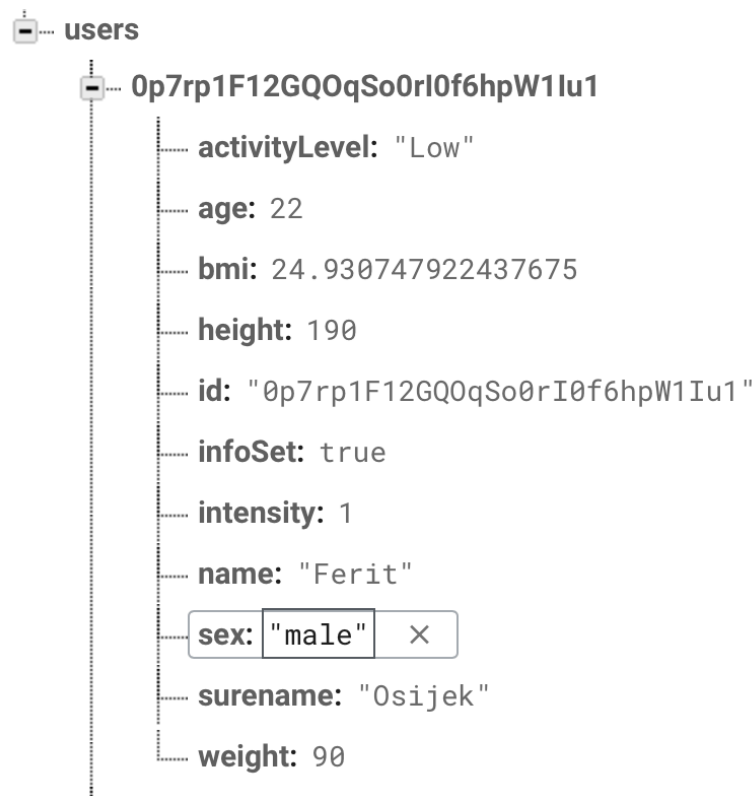 users
0p7rp1F12GQOqSo0rI0f6hpW1Iu1
activityLevel: "Low"
age: 22
bmi: 24.930747922437675
height: 190
id: "0p7rp1F12GQOqSo0rI0f6hpW1Iu1"
infoSet: true
intensity: 1
name: "Ferit"
sex: "male" ×
surename: "Osijek"
weight: 90